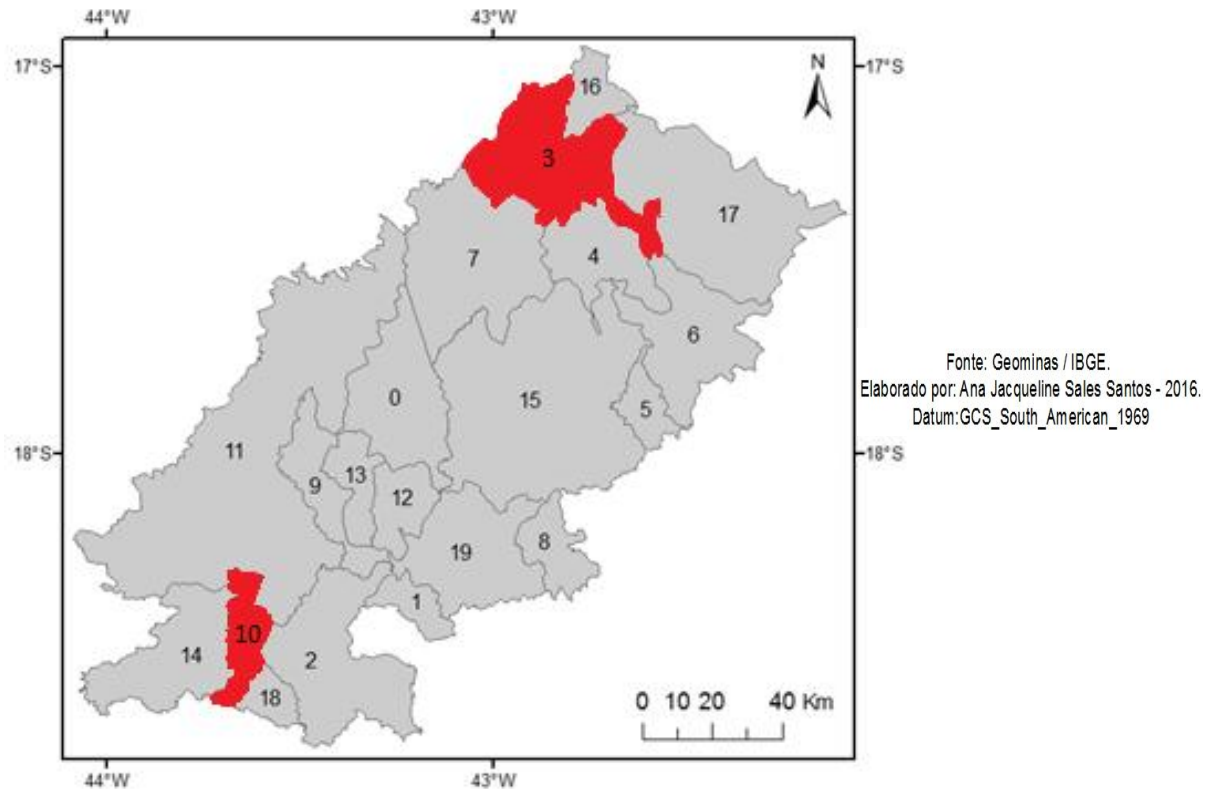 44°W 43°W
17°S 17°S
N
16
3
17
7 4
6
0 15 5
11 18°S 18°S
13
9 12
19 8
1
10
14 2
18
0 10 20 40 Km
44°W 43°W
Fonte: Geominas / IBGE.
Elaborado por: Ana Jacqueline Sales Santos - 2016.
Datum:GCS_South_American_1969